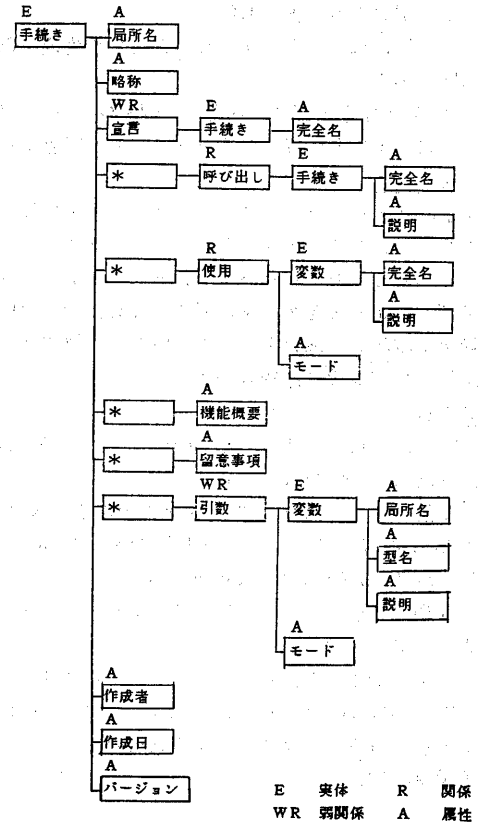 E A
手続き 局所名
A
略称
WR E A
宣言 手続き 完全名
R E A
* 呼び出し 手続き 完全名
A
説明
R E A
* 使用 変数 完全名
A
説明
A
モード
A
* 機能概要
A
* 留意事項
WR E A
* 引数 変数 局所名
A
型名
A
説明
A
モード
A
作成者
A
作成日
A
バージョン
E 実体 R 関係
WR 弱関係 A 属性